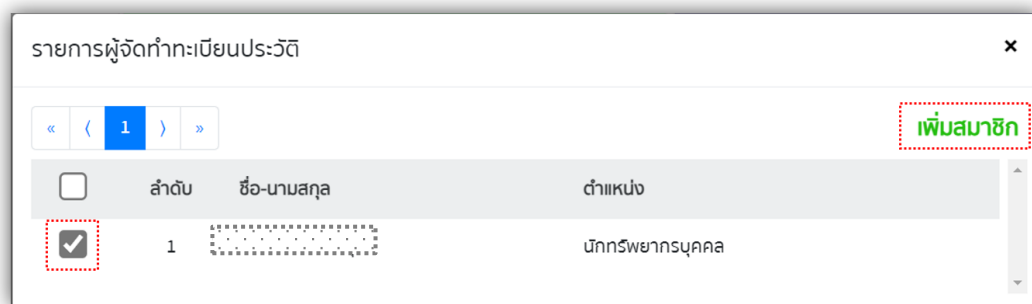 รายการผู้จัดทำทะเบียนประวัติ ×
« ⟨ 1 ⟩ » เพิ่มสมาชิก
ลำดับ ชื่อ-นามสกุล ตำแหน่ง
1 นักทรัพยากรบุคคล